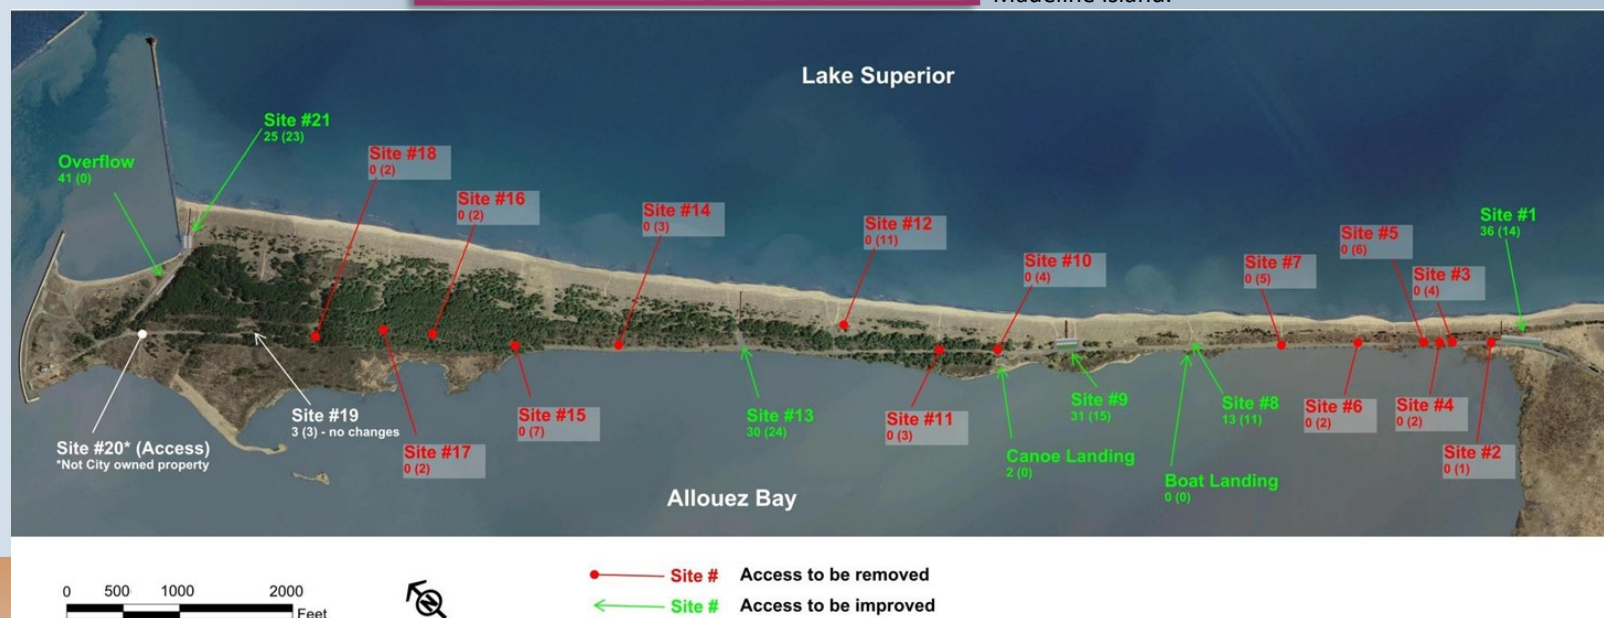 Madeline Island.
Lake Superior
Site #21
25 (23)
Site #18
0 (2)
Overflow
41 (0)
Site #16
0 (2)
Site #14
0 (3)
Site #12
0 (11)
Site #1
36 (14)
Site #5
0 (6)
Site #10
0 (4)
Site #7
0 (5)
Site #3
0 (4)
Site #9
31 (15)
Site #8
13 (11)
Site #6
0 (2)
Site #4
0 (2)
Site #19
3 (3) - no changes
Site #15
0 (7)
Site #13
30 (24)
Site #11
0 (3)
Site #20* (Access)
*Not City owned property
Site #17
0 (2)
Canoe Landing
2 (0)
Site #2
0 (1)
Boat Landing
0 (0)
Allouez Bay
0 500 1000 2000
Feet
N
Site # Access to be removed
Site # Access to be improved